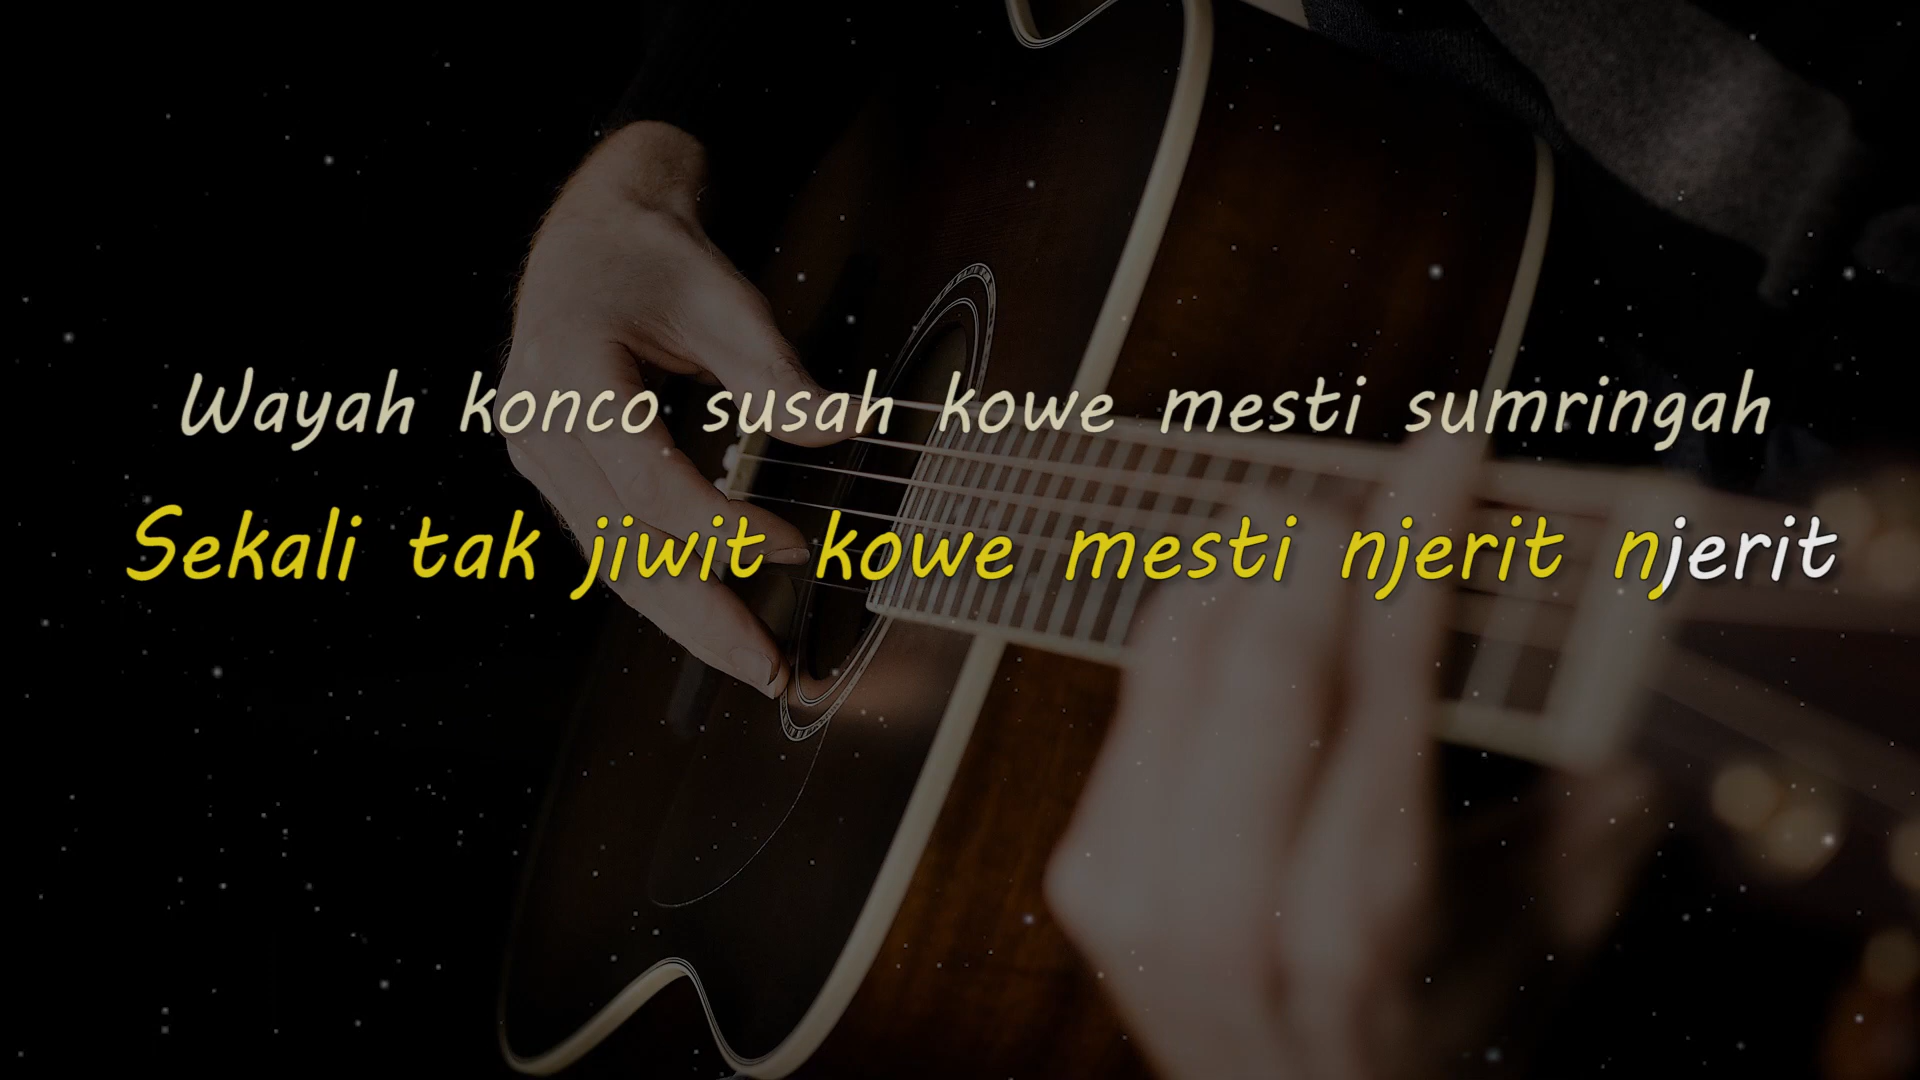 Wayah konco susah kowe mesti sumringah
Sekali tak jiwit kowe mesti njerit njerit